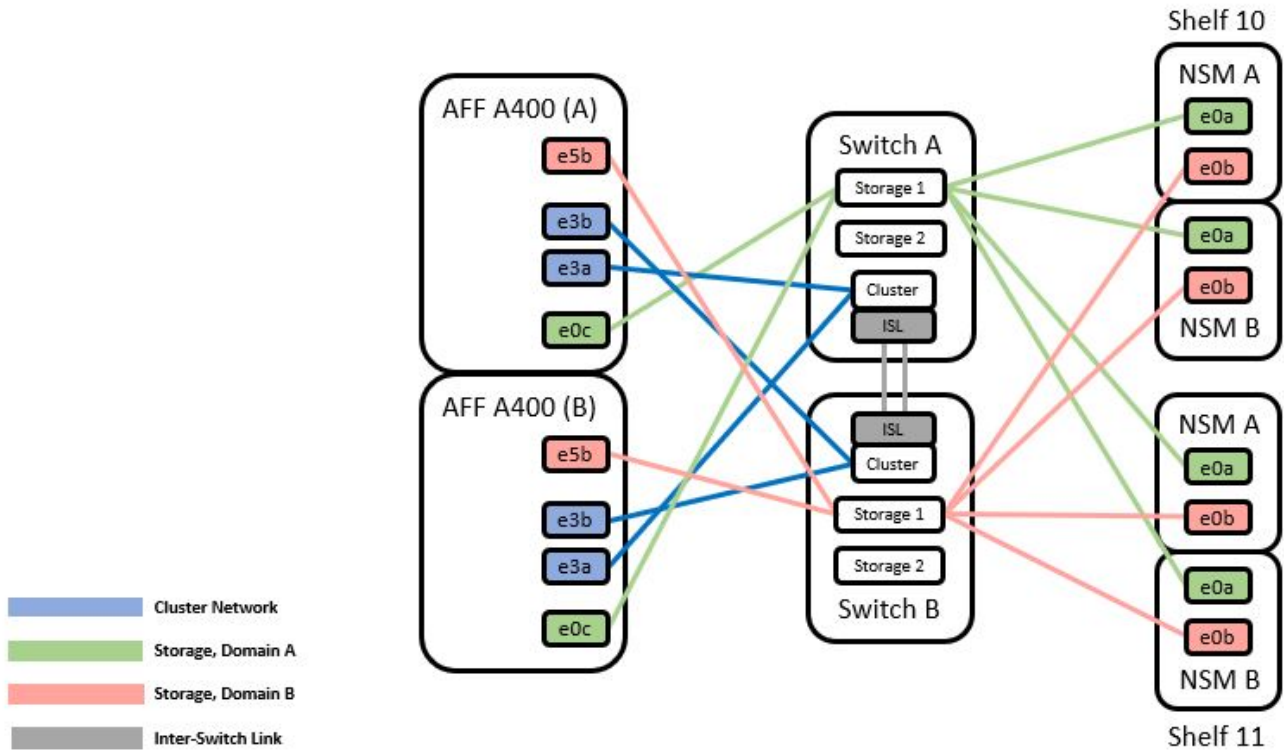 Shelf 10
AFF A400 (A)
e5b
e3b
e3a
e0c
AFF A400 (B)
e5b
e3b
e3a
e0c
Switch A
Storage 1
Storage 2
Cluster
ISL
ISL
Cluster
Storage 1
Storage 2
Switch B
NSM A
e0a
e0b
e0a
e0b
NSM B
NSM A
e0a
e0b
e0a
e0b
NSM B
Shelf 11
Cluster Network
Storage, Domain A
Storage, Domain B
Inter-Switch Link